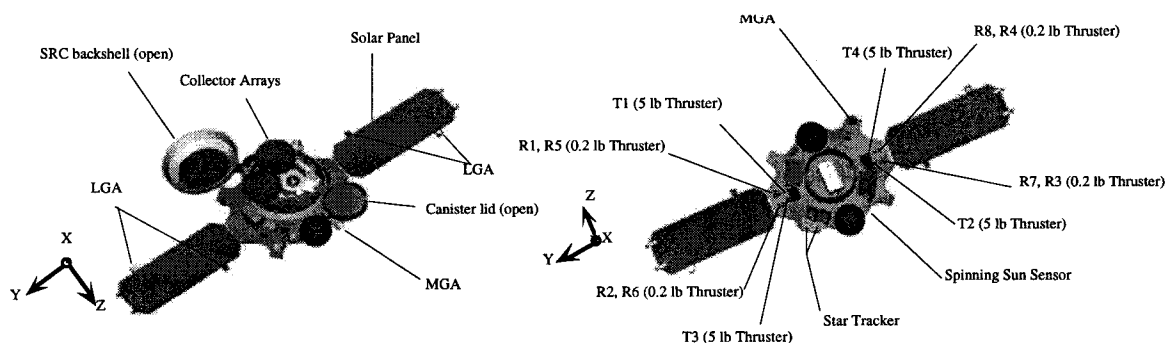 SRC backshell (open)
Solar Panel
Collector Arrays
LGA
LGA
Canister lid (open)
MGA
X
Y
Z
MGA
R8, R4 (0.2 lb Thruster)
T4 (5 lb Thruster)
T1 (5 lb Thruster)
R1, R5 (0.2 lb Thruster)
R7, R3 (0.2 lb Thruster)
T2 (5 lb Thruster)
Z
X
Y
Spinning Sun Sensor
R2, R6 (0.2 lb Thruster)
Star Tracker
T3 (5 lb Thruster)